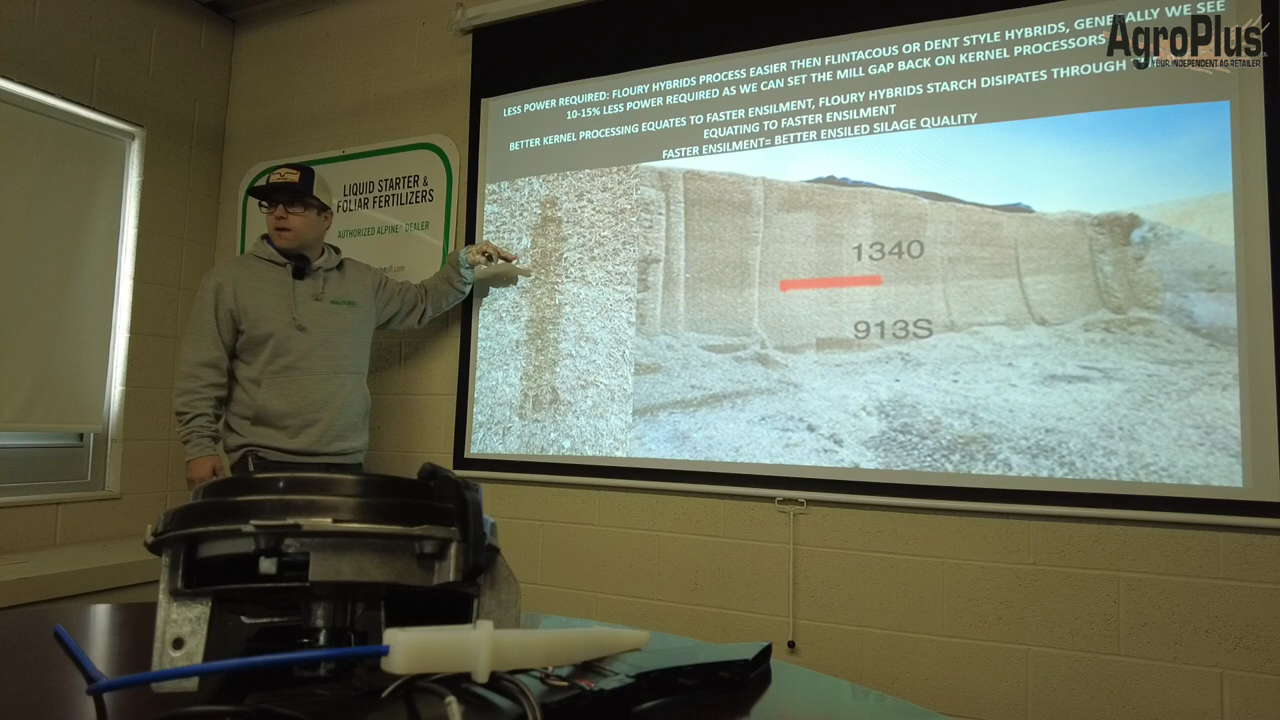 AgroPlus
YOUR INDEPENDENT AG RETAILER
LESS POWER REQUIRED: FLOURY HYBRIDS PROCESS EASIER THEN FLINTACOUS OR DENT STYLE HYBRIDS, GENERALLY WE SEE
10-15% LESS POWER REQUIRED AS WE CAN SET THE MILL GAP BACK ON KERNEL PROCESSORS
BETTER KERNEL PROCESSING EQUATES TO FASTER ENSILMENT, FLOURY HYBRIDS STARCH DISIPATES THROUGH
EQUATING TO FASTER ENSILMENT
FASTER ENSILMENT= BETTER ENSILED SILAGE QUALITY
1340
913S
LIQUID STARTER &
FOLIAR FERTILIZERS
AUTHORIZED ALPINE® DEALER